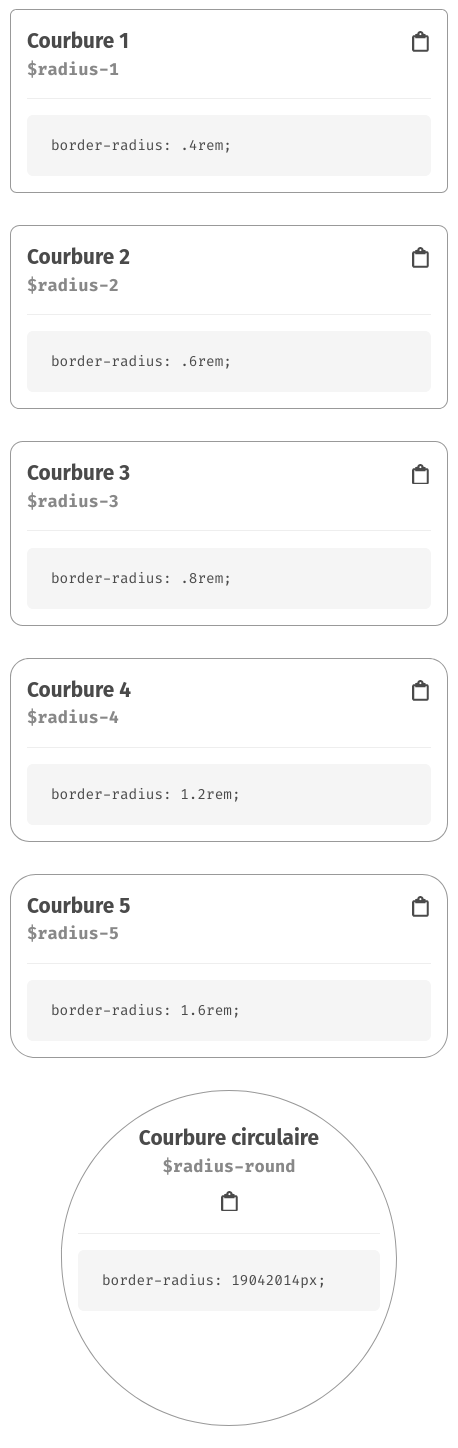 Courbure 1
$radius-1
border-radius: .4rem;
Courbure 2
$radius-2
border-radius: .6rem;
Courbure 3
$radius-3
border-radius: .8rem;
Courbure 4
$radius-4
border-radius: 1.2rem;
Courbure 5
$radius-5
border-radius: 1.6rem;
Courbure circulaire
$radius-round
border-radius: 19042014px;